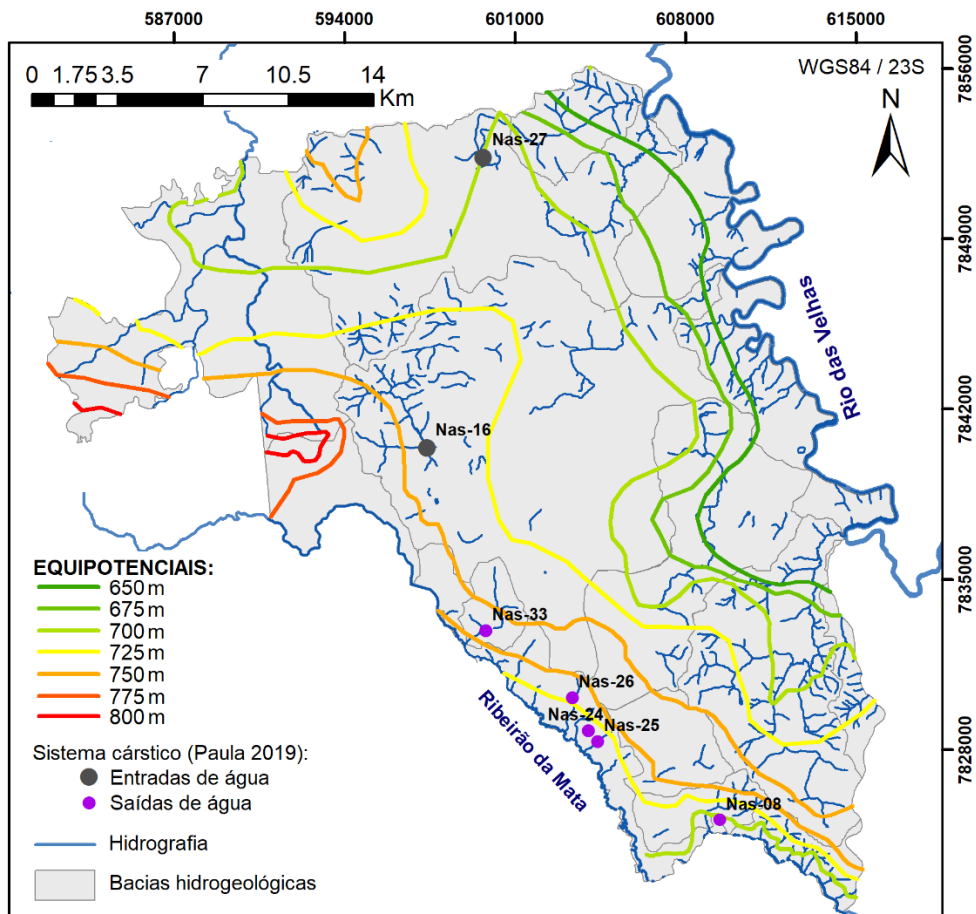 587000 594000 601000 608000 615000
0 1.75 3.5 7 10.5 14
Km
WGS84 / 23S
N
7856000
7849000
7842000
7835000
7828000
Nas-27
Rio das Velhas
Nas-16
Nas-33
Nas-26
Nas-24
Nas-25
Ribeirão da Mata
Nas-08
EQUIPOTENCIAIS:
650 m
675 m
700 m
725 m
750 m
775 m
800 m
Sistema cárstico (Paula 2019):
Entradas de água
Saídas de água
Hidrografia
Bacias hidrogeológicas